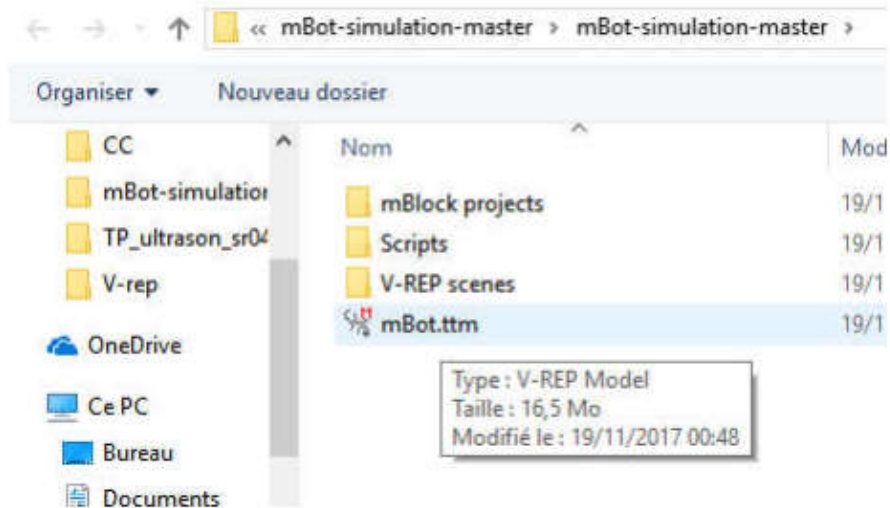 « mBot-simulation-master › mBot-simulation-master ›
Organiser Nouveau dossier
CC
mBot-simulation
TP_ultrason_sr04
V-rep
OneDrive
Ce PC
Bureau
Documents
Nom Mod
mBlock projects 19/1
Scripts 19/1
V-REP scenes 19/1
mBot.ttm 19/1
Type : V-REP Model
Taille : 16,5 Mo
Modifié le : 19/11/2017 00:48